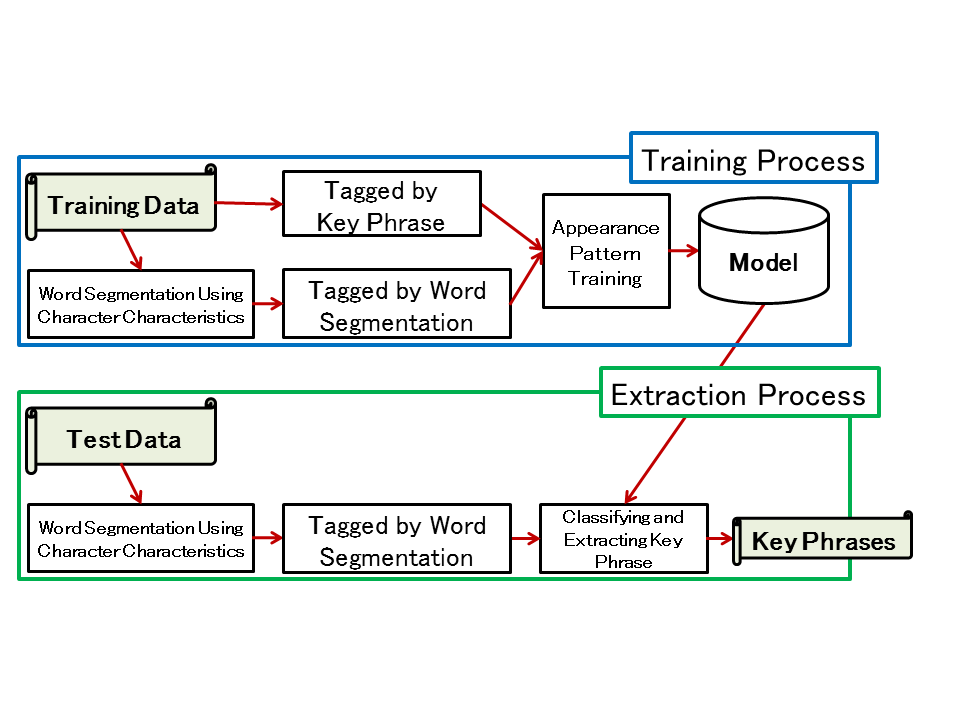 Training Process
Training Data
Tagged by
Key Phrase
Word Segmentation Using
Character Characteristics
Tagged by Word
Segmentation
Appearance
Pattern
Training
Model
Extraction Process
Test Data
Word Segmentation Using
Character Characteristics
Tagged by Word
Segmentation
Classifying and
Extracting Key
Phrase
Key Phrases